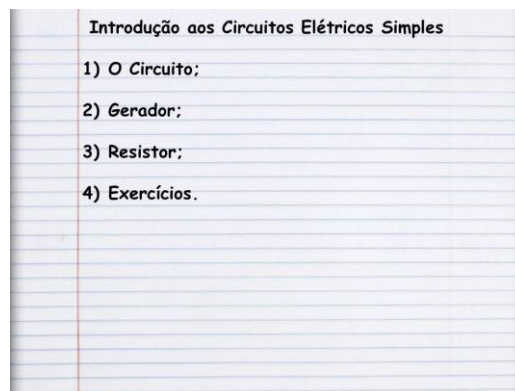 Introdução aos Circuitos Elétricos Simples
1) O Circuito;
2) Gerador;
3) Resistor;
4) Exercícios.